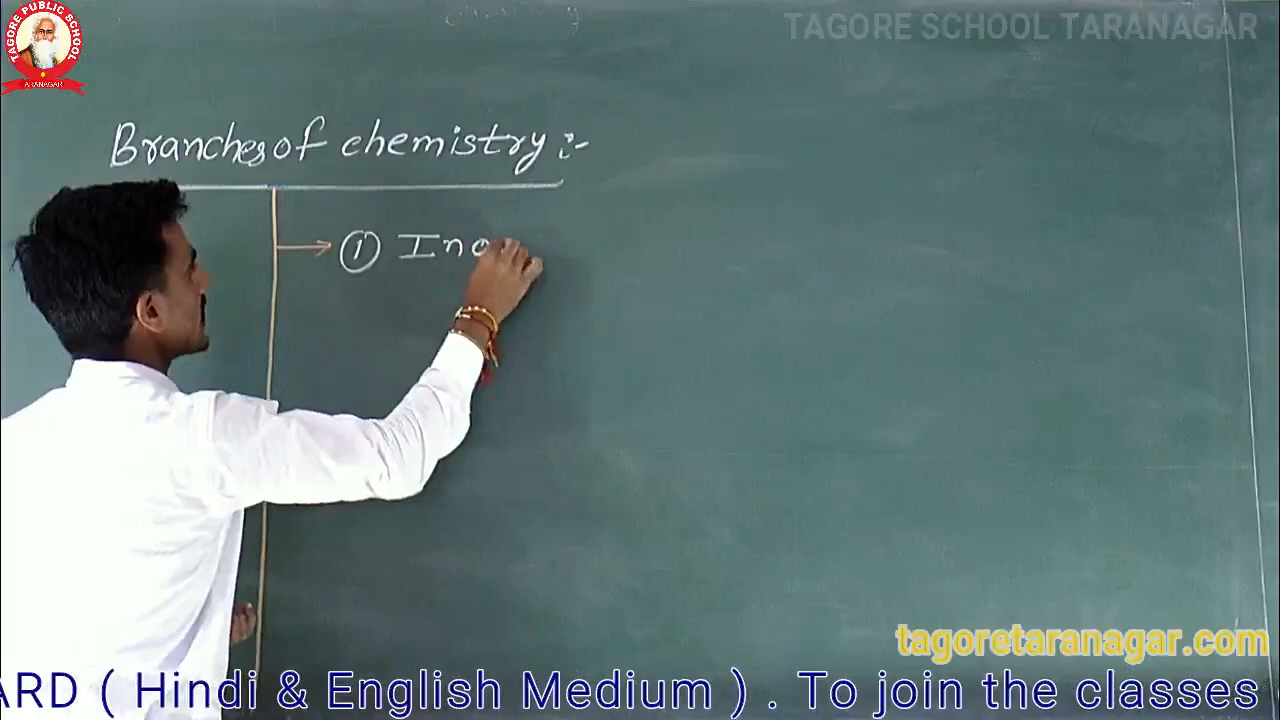 TAGORE PUBLIC SCHOOL
TARANAGAR
TAGORE SCHOOL TARANAGAR
Branches of chemistry :-
① Ino
tagoretaranagar.com
ARD ( Hindi & English Medium ) . To join the classes